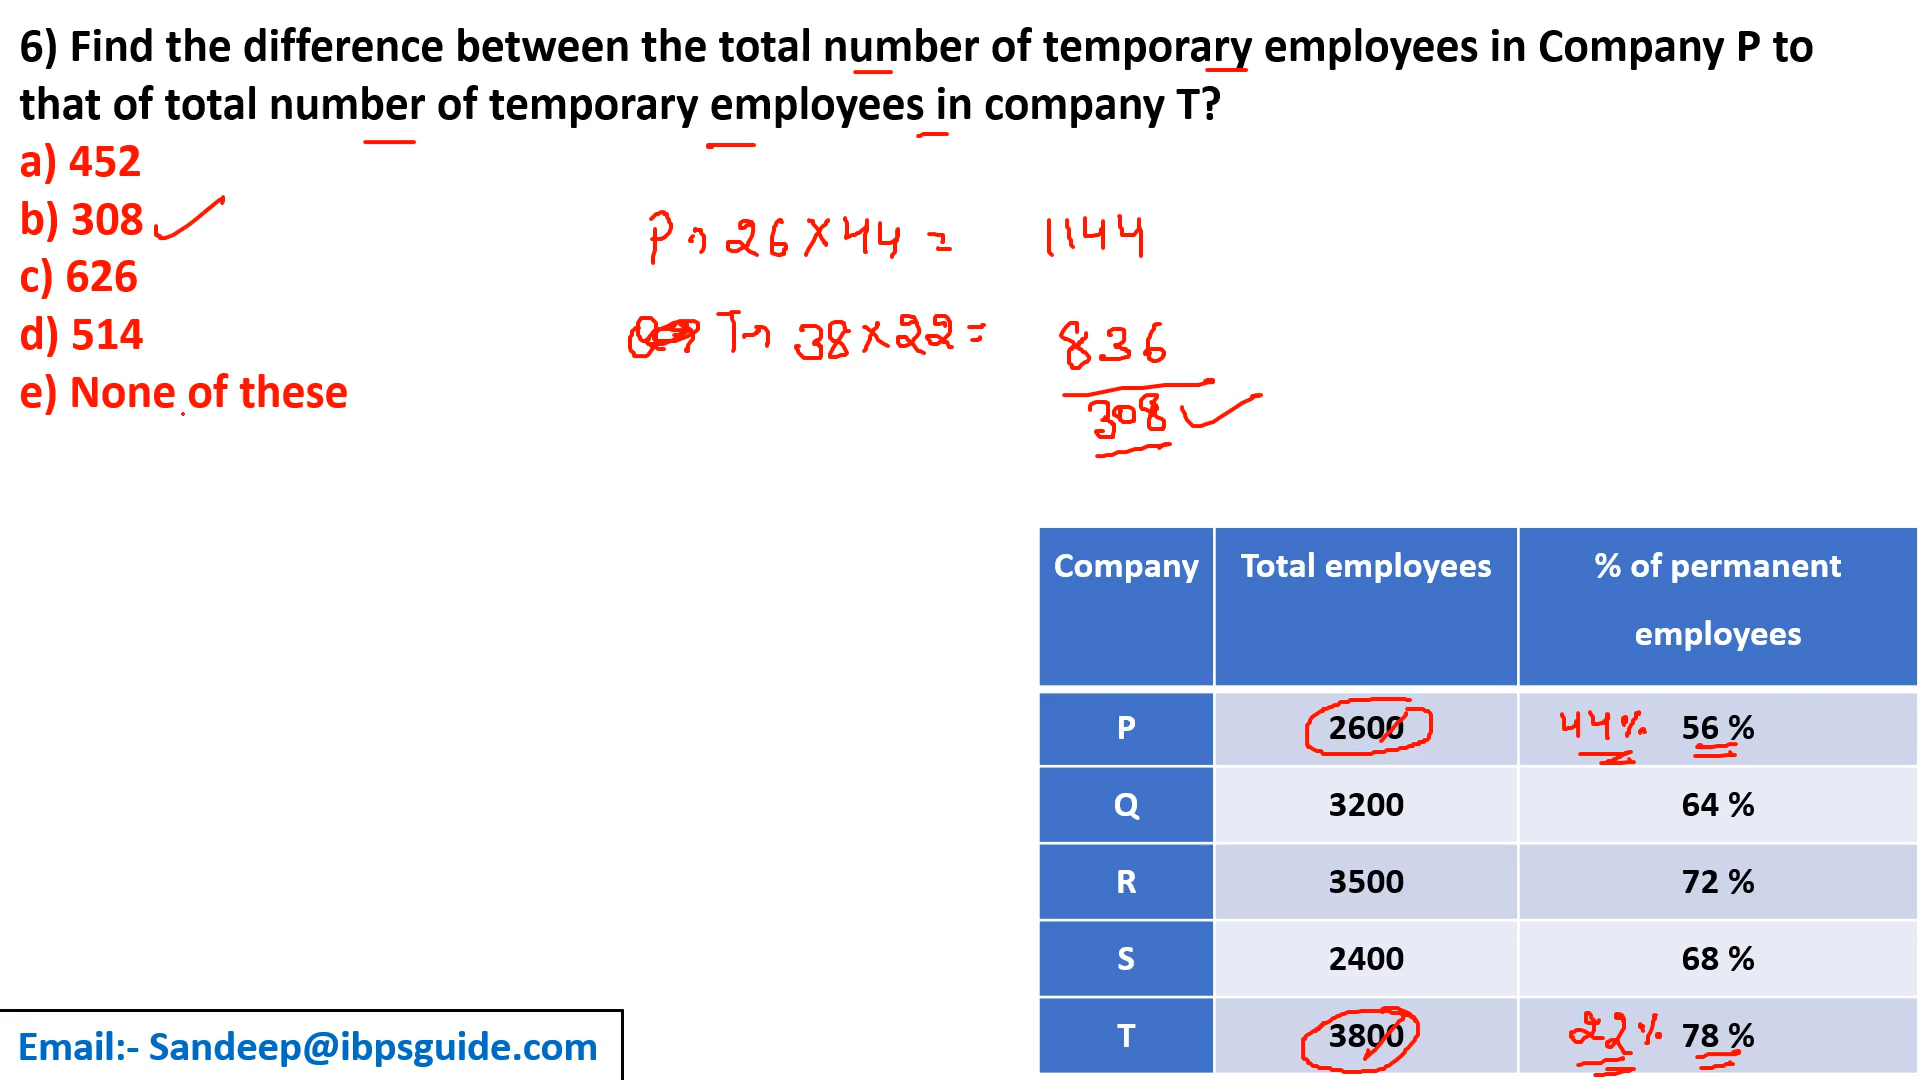 6) Find the difference between the total number of temporary employees in Company P to
that of total number of temporary employees in company T?
a) 452
b) 308
c) 626
d) 514
e) None of these
P → 26 × 44 = 1144
T → 38 × 22 = 836
308
Company Total employees % of permanent employees
P 2600 44% 56 %
Q 3200 64 %
R 3500 72 %
S 2400 68 %
T 3800 22% 78 %
Email:- Sandeep@ibpsguide.com